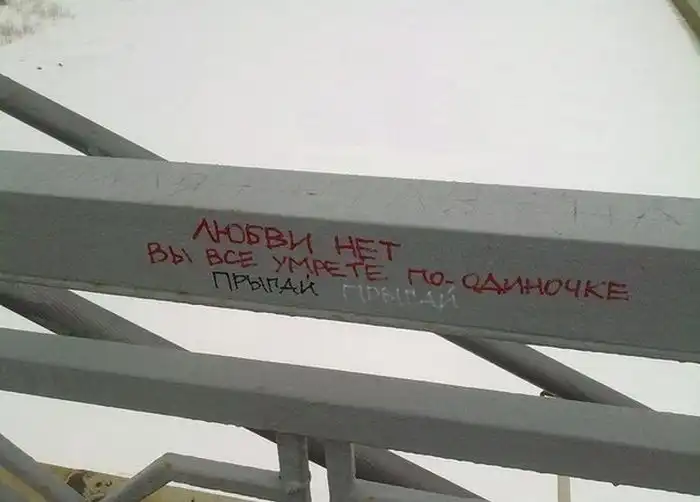 ЛЮБВИ НЕТ
ВЫ ВСЕ УМРЕТЕ ПО-ОДИНОЧКЕ
ПРЫГАЙ ПРЫГАЙ